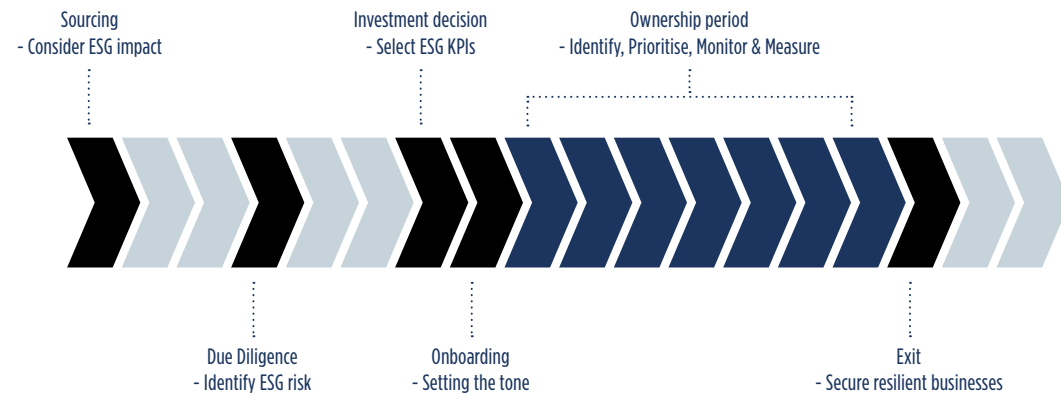 Sourcing
- Consider ESG impact
Investment decision
- Select ESG KPIs
Ownership period
- Identify, Prioritise, Monitor & Measure
Due Diligence
- Identify ESG risk
Onboarding
- Setting the tone
Exit
- Secure resilient businesses